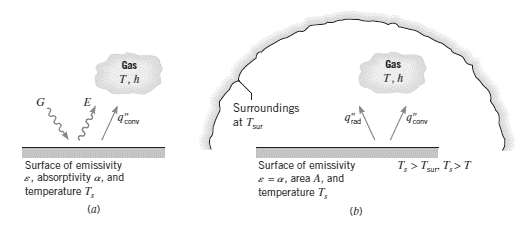 Gas
T, h
G
E
q"conv
Surface of emissivity
ε, absorptivity α, and
temperature Ts
(a)
Gas
T, h
Surroundings
at Tsur
q"rad
q"conv
Surface of emissivity
ε = α, area A, and
temperature Ts
Ts > Tsur, Ts > T
(b)